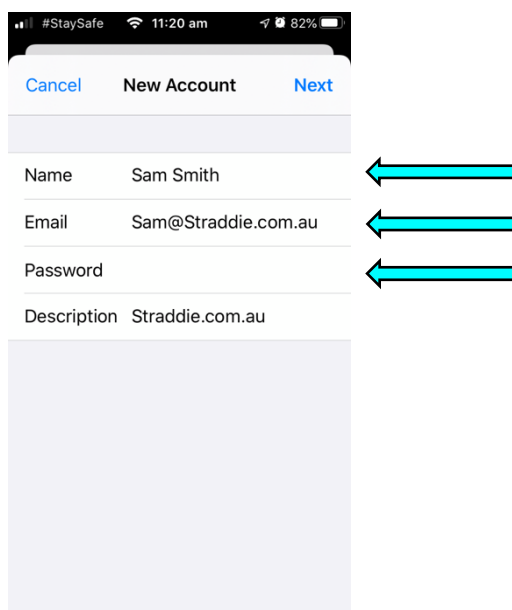 #StaySafe 11:20 am 82%
Cancel New Account Next
Name Sam Smith
Email Sam@Straddie.com.au
Password
Description Straddie.com.au